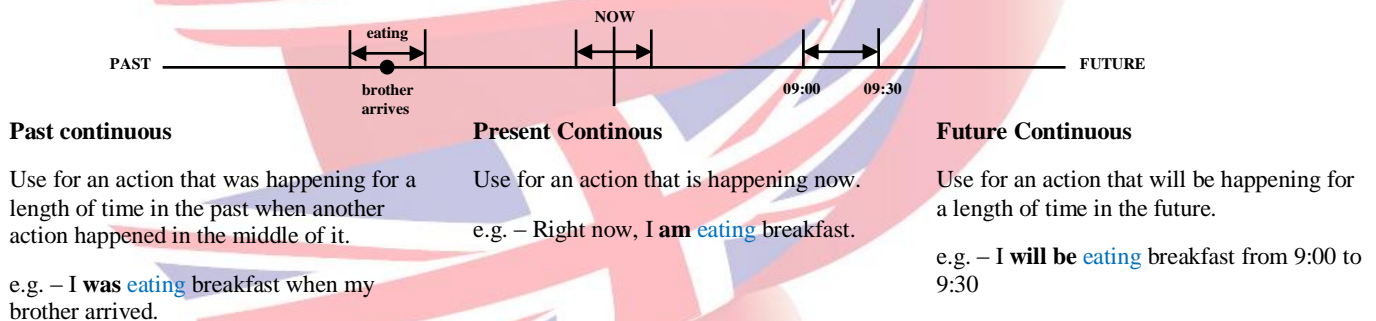 NOW
eating
PAST
FUTURE
brother
arrives
09:00 09:30
Past continuous
Use for an action that was happening for a
length of time in the past when another
action happened in the middle of it.
e.g. – I was eating breakfast when my
brother arrived.
Present Continous
Use for an action that is happening now.
e.g. – Right now, I am eating breakfast.
Future Continuous
Use for an action that will be happening for
a length of time in the future.
e.g. – I will be eating breakfast from 9:00 to
9:30